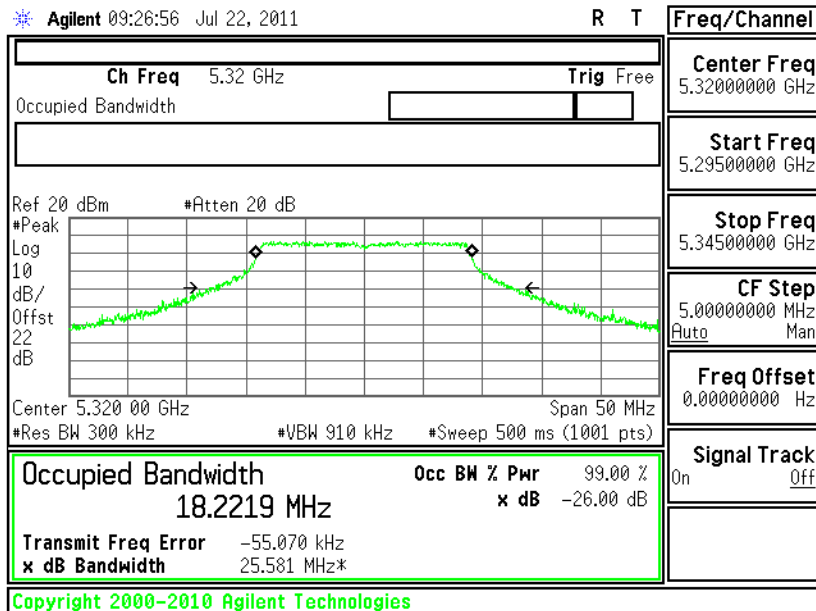 Agilent 09:26:56 Jul 22, 2011 R T
Freq/Channel
Ch Freq 5.32 GHz Trig Free
Occupied Bandwidth
Center Freq
5.32000000 GHz
Start Freq
5.29500000 GHz
Stop Freq
5.34500000 GHz
CF Step
5.00000000 MHz
Auto Man
Freq Offset
0.00000000 Hz
Signal Track
On Off
Ref 20 dBm #Atten 20 dB
#Peak
Log
10
dB/
Offst
22
dB
Center 5.320 00 GHz Span 50 MHz
#Res BW 300 kHz #VBW 910 kHz #Sweep 500 ms (1001 pts)
Occupied Bandwidth
18.2219 MHz
Occ BW % Pwr 99.00 %
x dB -26.00 dB
Transmit Freq Error -55.070 kHz
x dB Bandwidth 25.581 MHz*
Copyright 2000-2010 Agilent Technologies